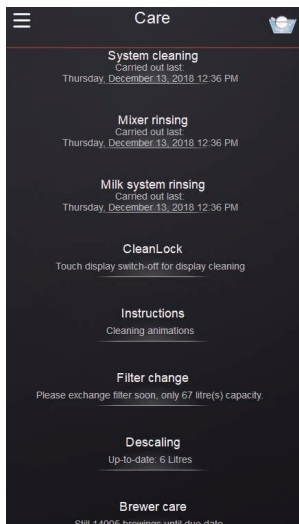 Care
System cleaning
Carried out last:
Thursday, December 13, 2018 12:36 PM
Mixer rinsing
Carried out last:
Thursday, December 13, 2018 12:36 PM
Milk system rinsing
Carried out last:
Thursday, December 13, 2018 12:36 PM
CleanLock
Touch display switch-off for display cleaning
Instructions
Cleaning animations
Filter change
Please exchange filter soon, only 67 litre(s) capacity.
Descaling
Up-to-date: 6 Litres
Brewer care
Still 14095 brewings until due date